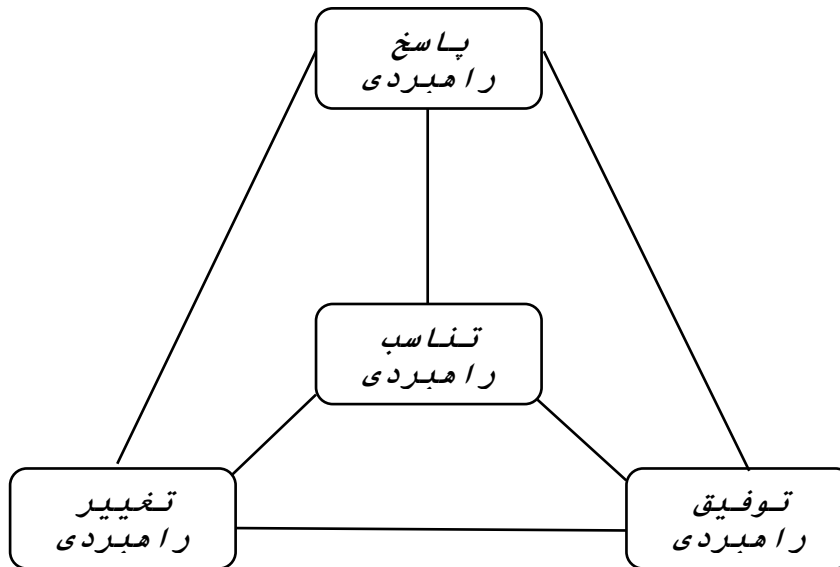 پاسخ
راهبردی
تناسب
راهبردی
توفیق
راهبردی
تغییر
راهبردی